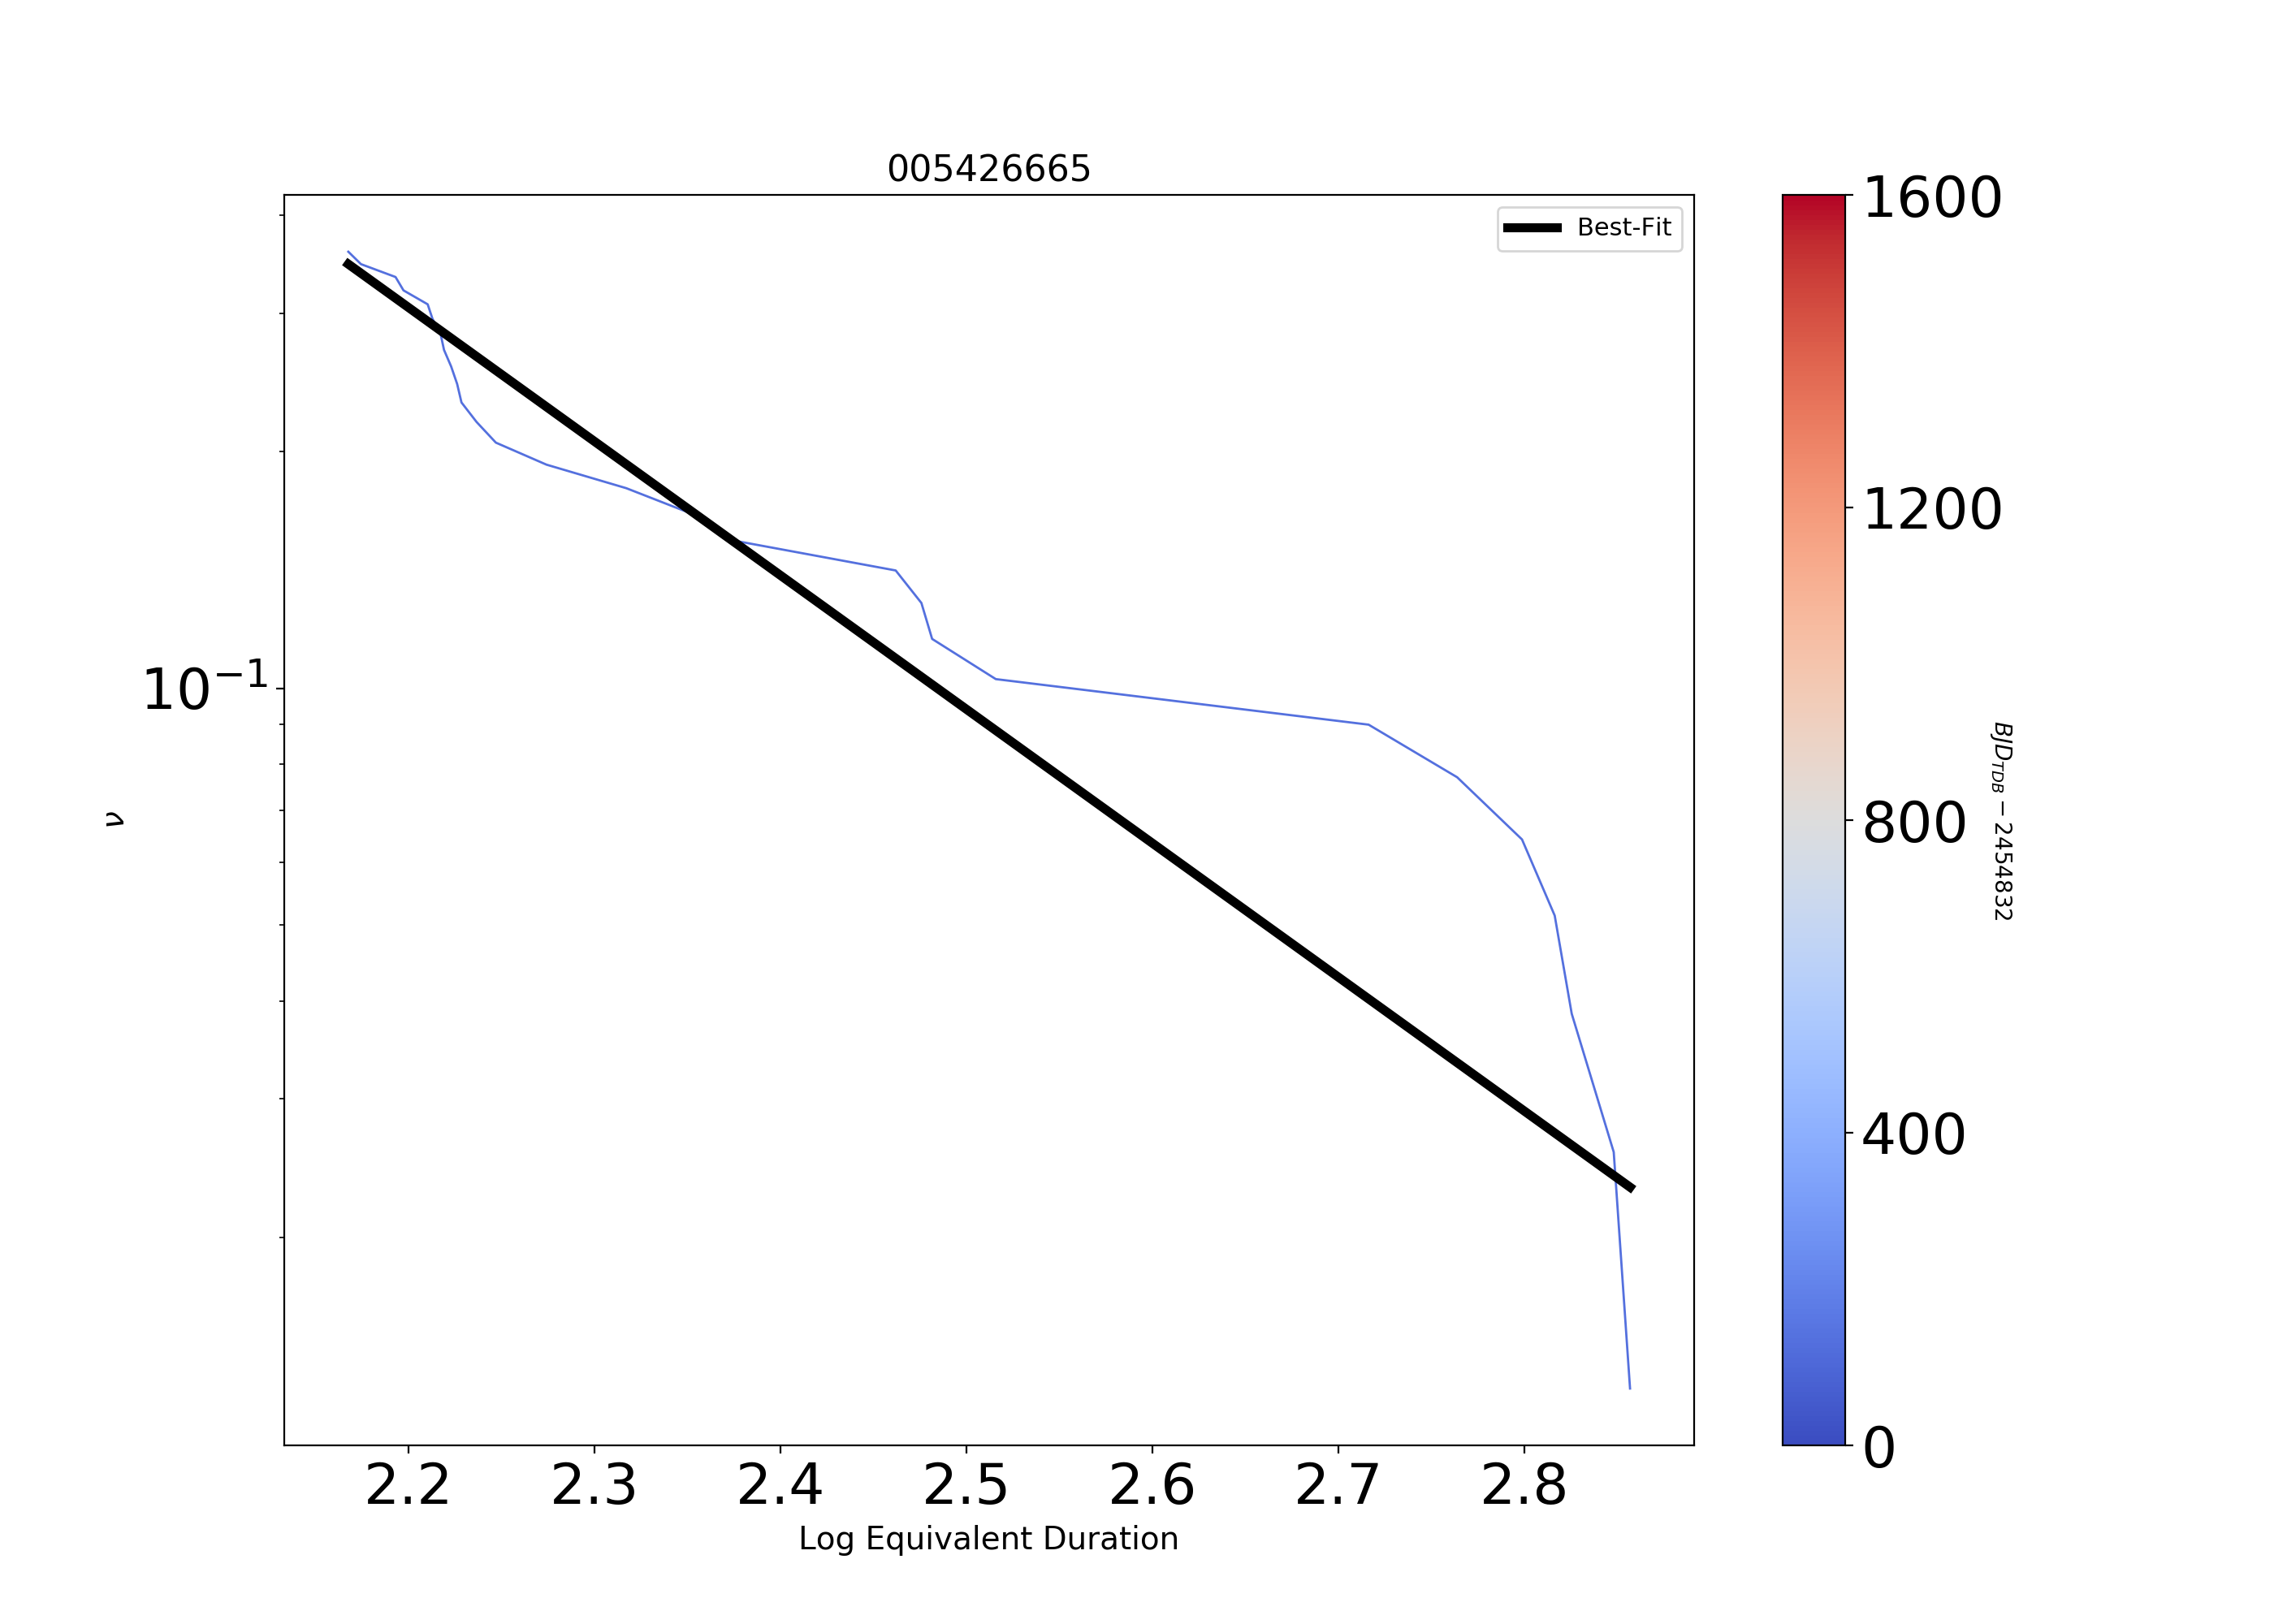 005426665
Best-Fit
10⁻¹
ν
2.2 2.3 2.4 2.5 2.6 2.7 2.8
Log Equivalent Duration
1600
1200
800
400
0
BJD_TDB − 2454832